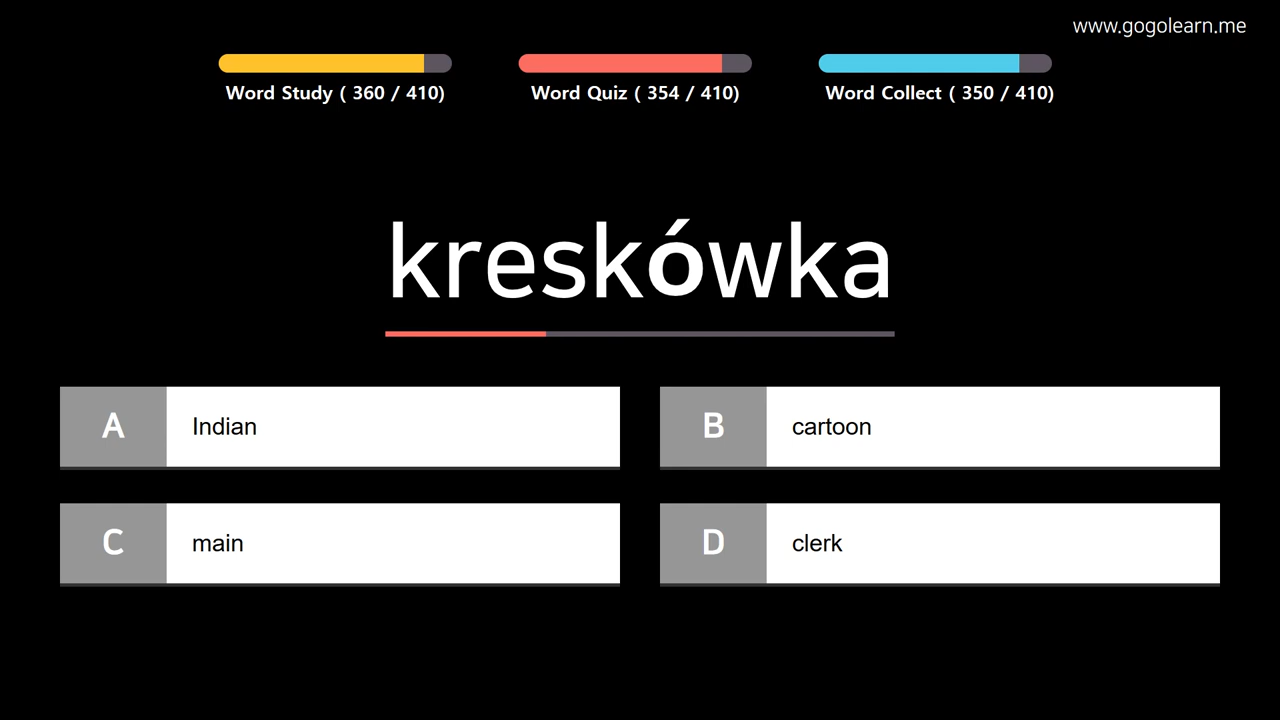 www.gogolearn.me
Word Study ( 360 / 410)
Word Quiz ( 354 / 410)
Word Collect ( 350 / 410)
kreskówka
A Indian
B cartoon
C main
D clerk